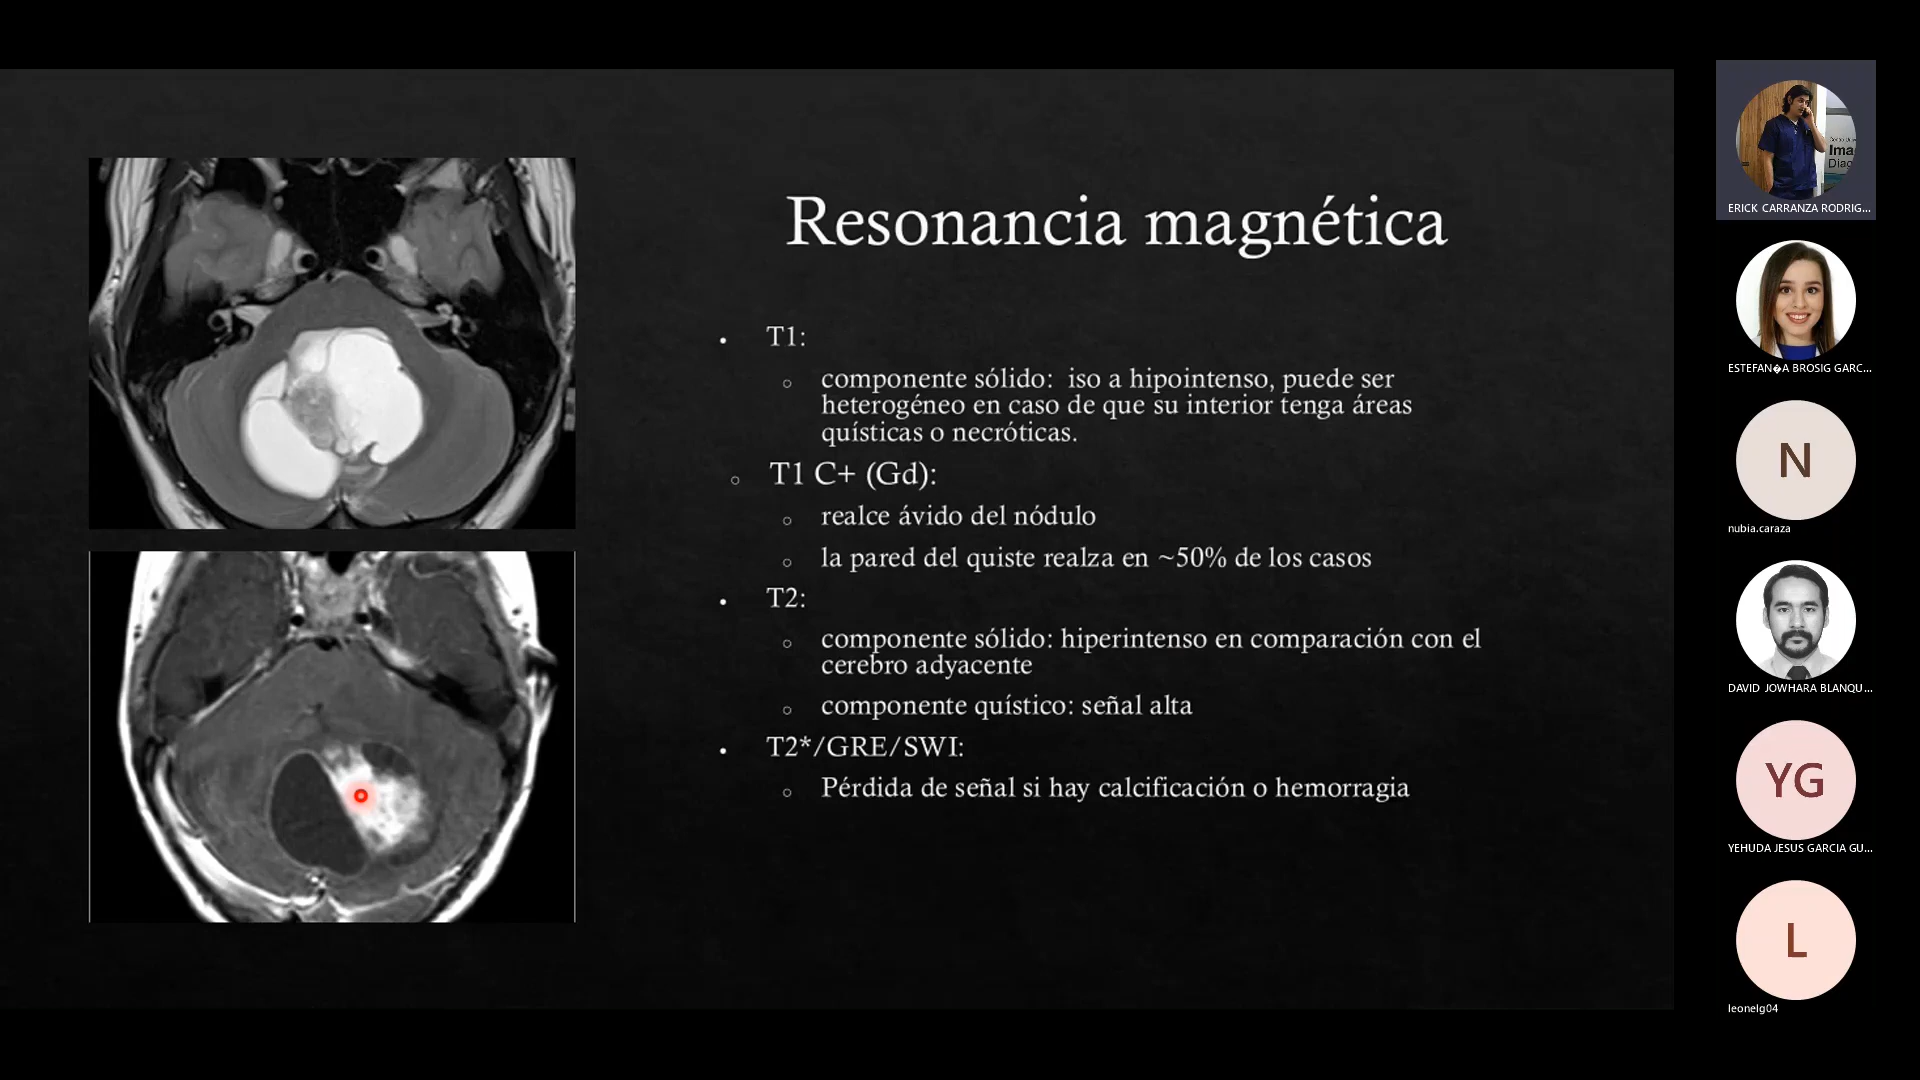 Resonancia magnética
• T1:
○ componente sólido: iso a hipointenso, puede ser
heterogéneo en caso de que su interior tenga áreas
quísticas o necróticas.
○ T1 C+ (Gd):
○ realce ávido del nódulo
○ la pared del quiste realza en ~50% de los casos
• T2:
○ componente sólido: hiperintenso en comparación con el
cerebro adyacente
○ componente quístico: señal alta
• T2*/GRE/SWI:
○ Pérdida de señal si hay calcificación o hemorragia
Ima
Diag
ERICK CARRANZA RODRIG...
ESTEFAN�A BROSIG GARC...
N
nubia.caraza
DAVID JOWHARA BLANQU...
YG
YEHUDA JESUS GARCIA GU...
L
leonelg04